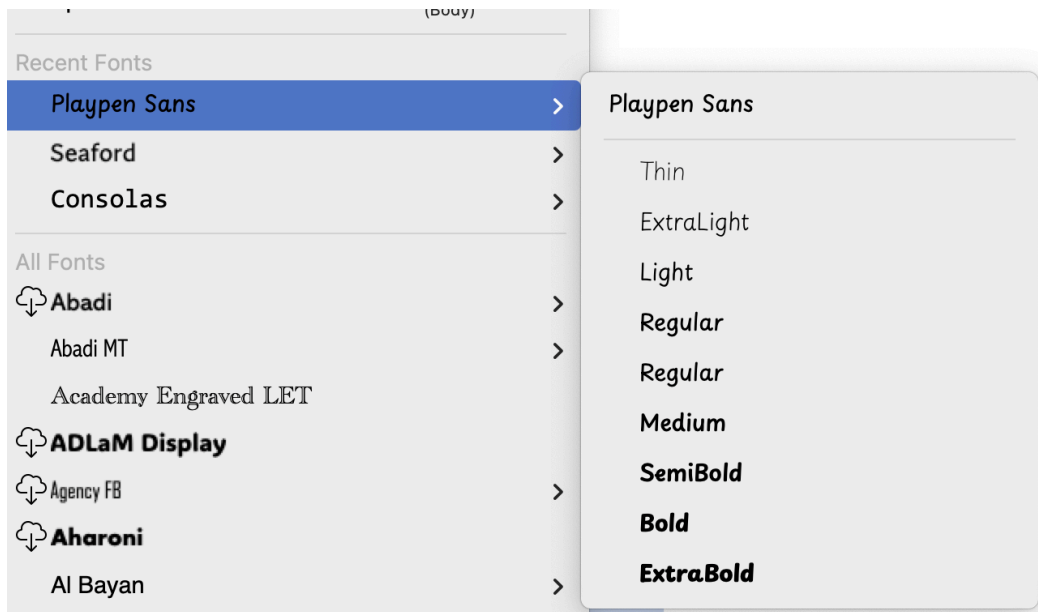 (Body)
Recent Fonts
Playpen Sans
Seaford
Consolas
All Fonts
Abadi
Abadi MT
Academy Engraved LET
ADLaM Display
Agency FB
Aharoni
Al Bayan
Playpen Sans
Thin
ExtraLight
Light
Regular
Regular
Medium
SemiBold
Bold
ExtraBold